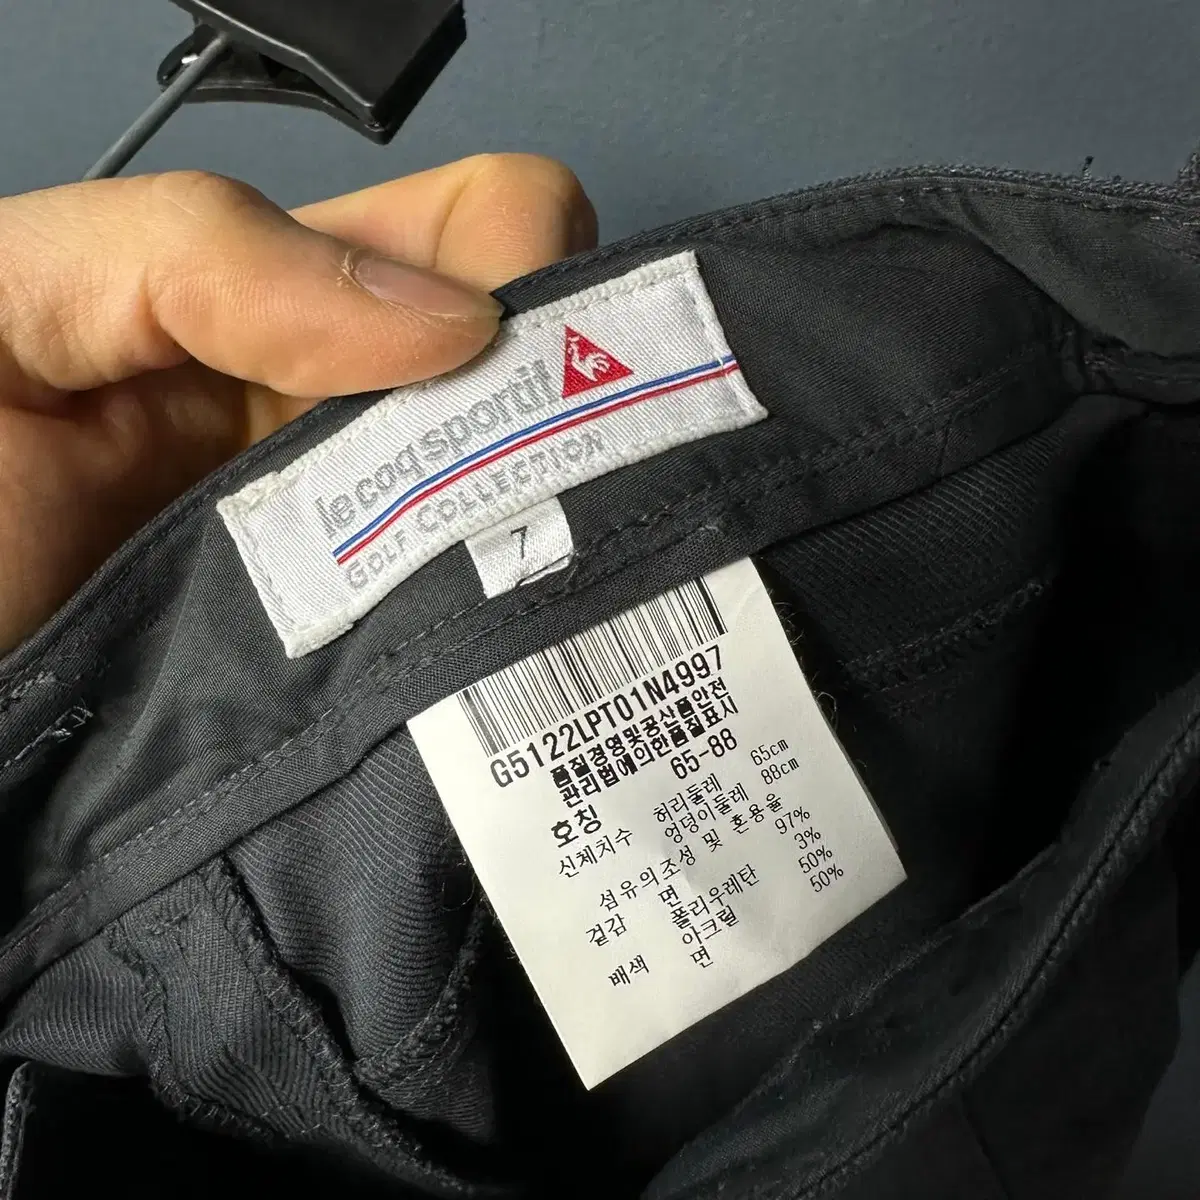 le coq sportif
GOLF COLLECTION
7
G5122LPT01N4997
품질경영및공산품안전
관리법에의한품질표시
호칭 65-88
신체치수 허리둘레 65cm
엉덩이둘레 88cm
섬유의조성 및 혼용율
겉감 면 97%
폴리우레탄 3%
배색 아크릴 50%
면 50%